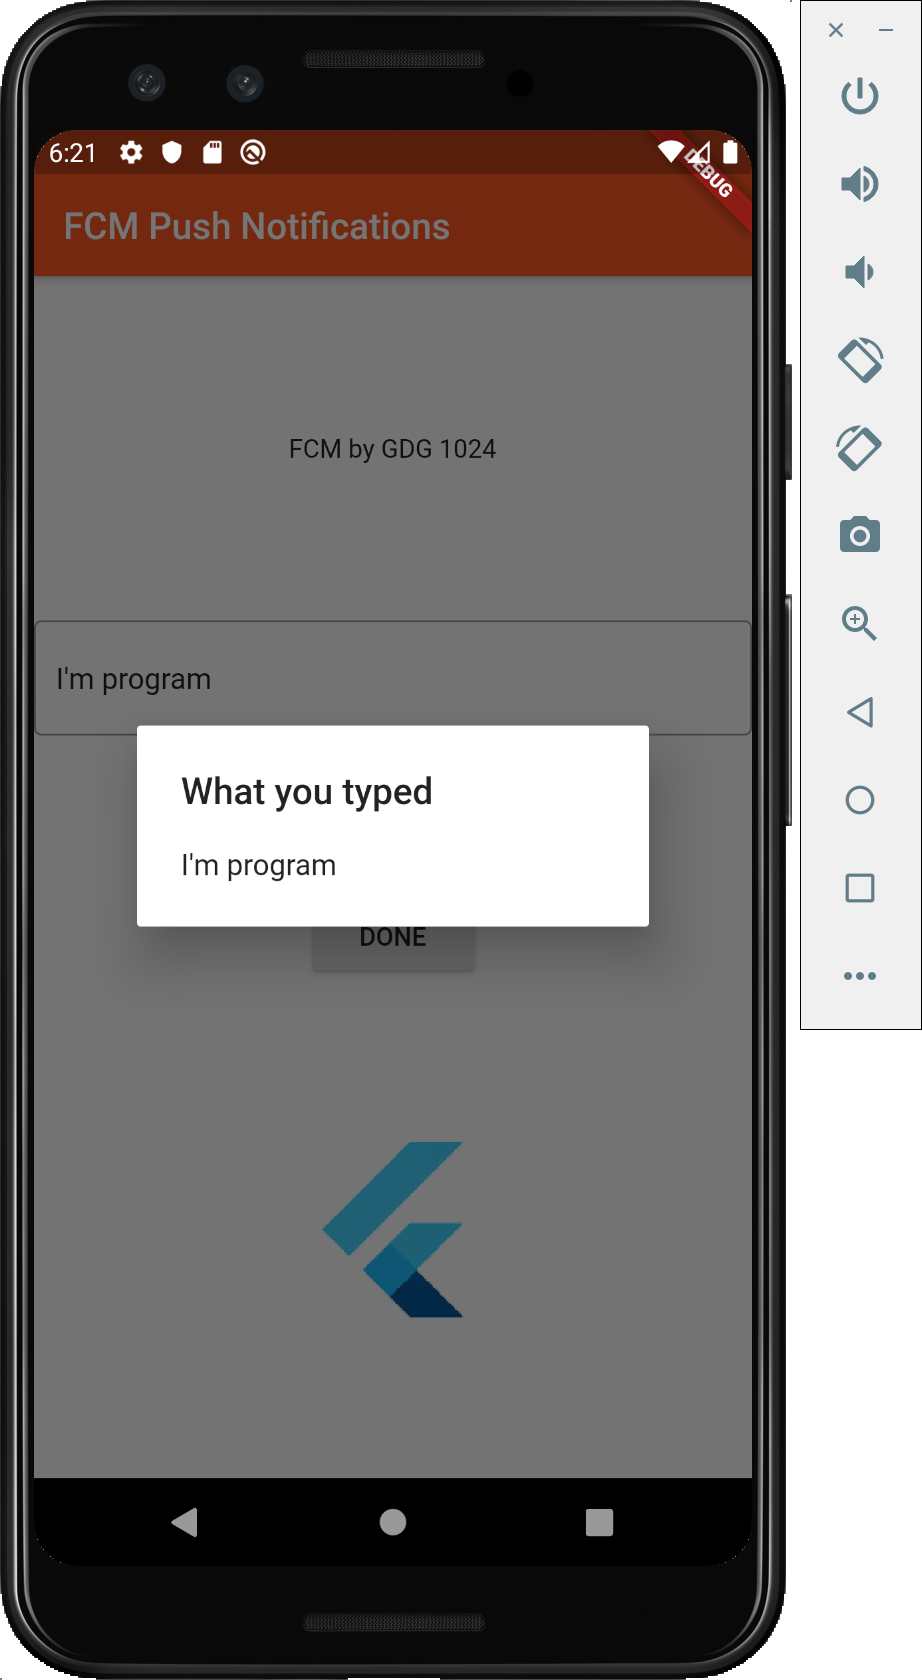 6:21
DEBUG
FCM Push Notifications
FCM by GDG 1024
I'm program
What you typed
I'm program
DONE